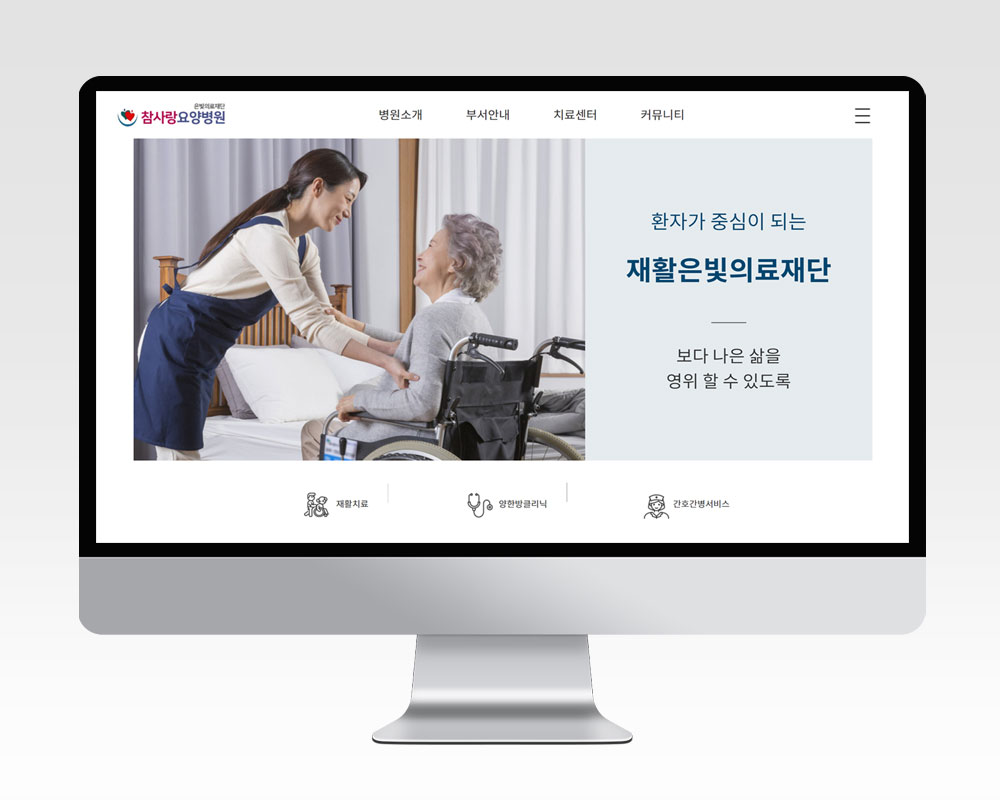 은빛의료재단
참사랑요양병원
병원소개
부서안내
치료센터
커뮤니티
환자가 중심이 되는
재활은빛의료재단
보다 나은 삶을
영위 할 수 있도록
재활치료
양한방클리닉
간호간병서비스